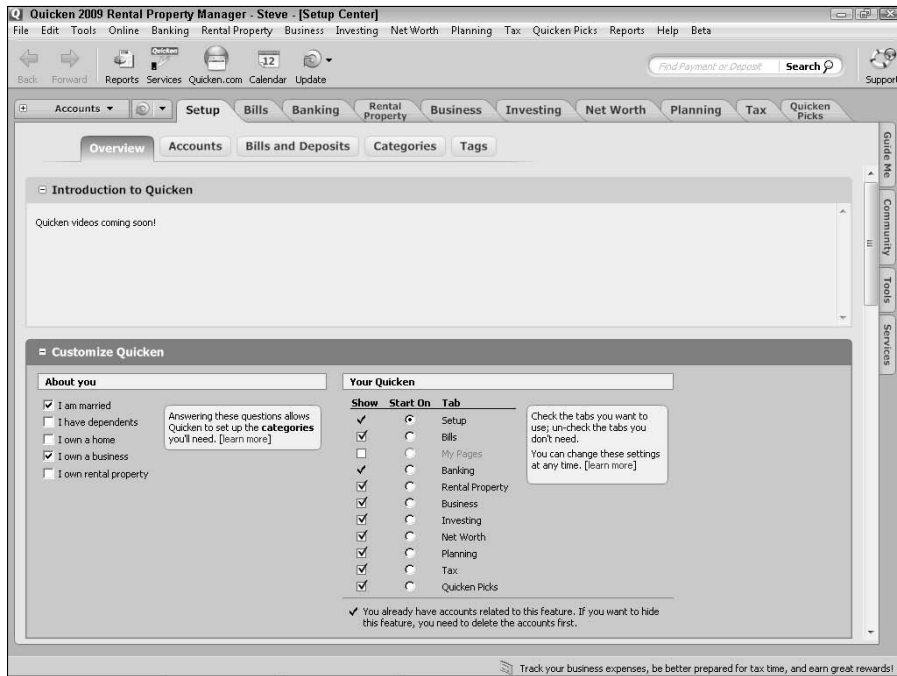 Quicken 2009 Rental Property Manager - Steve - [Setup Center]
File Edit Tools Online Banking Rental Property Business Investing Net Worth Planning Tax Quicken Picks Reports Help Beta
Quicken
12
Find Payment or Deposit Search
Back Forward Reports Services Quicken.com Calendar Update Support
Accounts Setup Bills Banking Rental Property Business Investing Net Worth Planning Tax Quicken Picks
Overview Accounts Bills and Deposits Categories Tags
Guide Me
Community
Tools
Services
Introduction to Quicken
Quicken videos coming soon!
Customize Quicken
About you
I am married
I have dependents
I own a home
I own a business
I own rental property
Answering these questions allows
Quicken to set up the categories
you'll need. [learn more]
Your Quicken
Show Start On Tab
Setup
Bills
My Pages
Banking
Rental Property
Business
Investing
Net Worth
Planning
Tax
Quicken Picks
Check the tabs you want to
use; un-check the tabs you
don't need.
You can change these settings
at any time. [learn more]
You already have accounts related to this feature. If you want to hide
this feature, you need to delete the accounts first.
Track your business expenses, be better prepared for tax time, and earn great rewards!